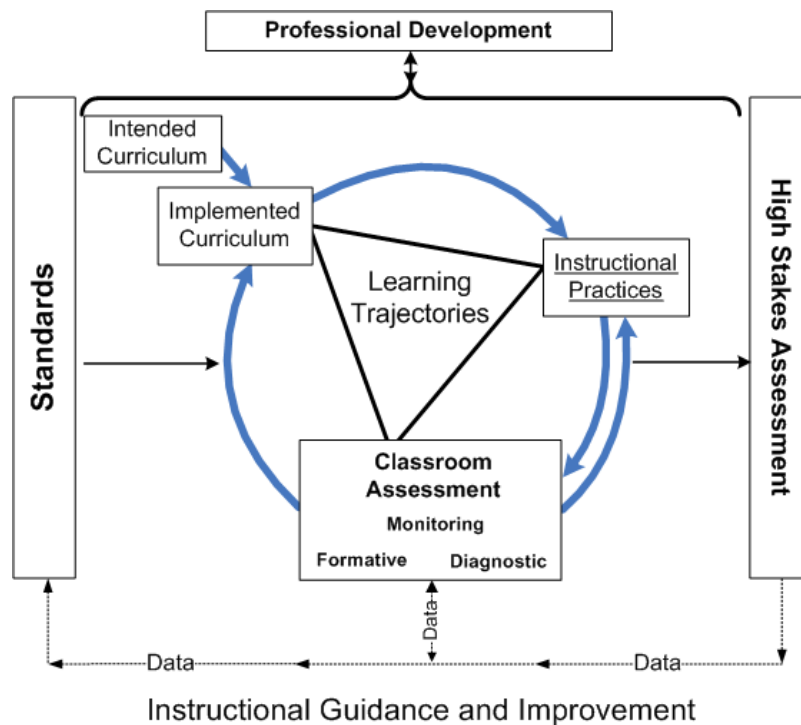 Professional Development
Intended
Curriculum
Implemented
Curriculum
Learning
Trajectories
Instructional
Practices
Standards
High Stakes Assessment
Classroom
Assessment
Monitoring
Formative Diagnostic
Data
Data Data
Instructional Guidance and Improvement